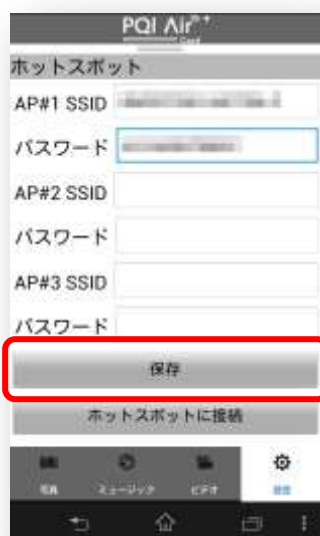 PQI Air
Card
ホットスポット
AP#1 SSID
パスワード
AP#2 SSID
パスワード
AP#3 SSID
パスワード
保存
ホットスポットに接続
写真 ミュージック ビデオ 設定